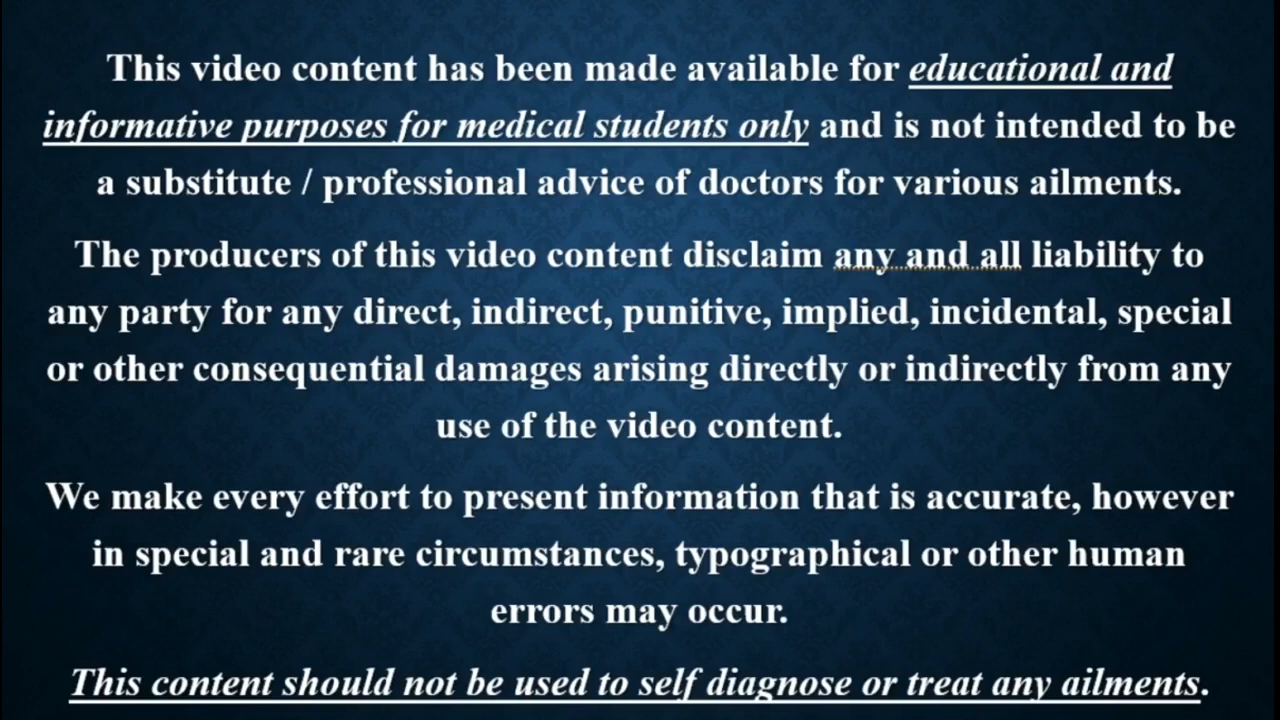 This video content has been made available for educational and
informative purposes for medical students only and is not intended to be
a substitute / professional advice of doctors for various ailments.
The producers of this video content disclaim any and all liability to
any party for any direct, indirect, punitive, implied, incidental, special
or other consequential damages arising directly or indirectly from any
use of the video content.
We make every effort to present information that is accurate, however
in special and rare circumstances, typographical or other human
errors may occur.
This content should not be used to self diagnose or treat any ailments.